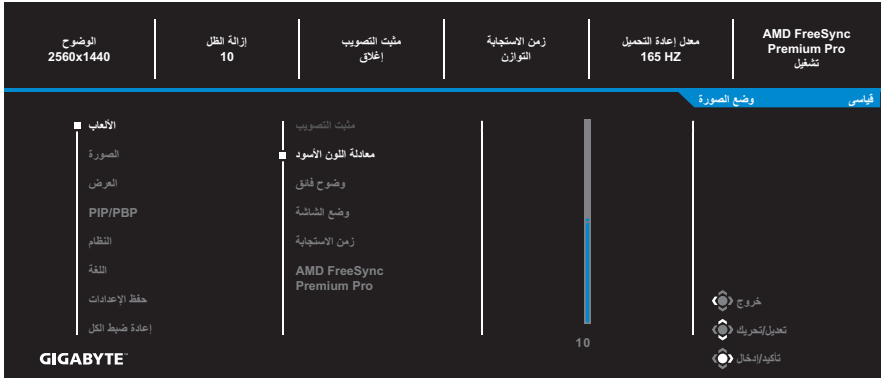 الوضوح
2560x1440
إزالة الظل
10
مثبت التصويب
إغلاق
زمن الاستجابة
التوازن
معدل إعادة التحميل
165 HZ
AMD FreeSync
Premium Pro
تشغيل
وضع الصورة
قياسى
الألعاب
الصورة
العرض
PIP/PBP
النظام
اللغة
حفظ الإعدادات
إعادة ضبط الكل
مثبت التصويب
معادلة اللون الأسود
وضوح فائق
وضع الشاشة
زمن الاستجابة
AMD FreeSync
Premium Pro
10
خروج
تعديل/تحريك
تأكيد/إدخال
GIGABYTE™